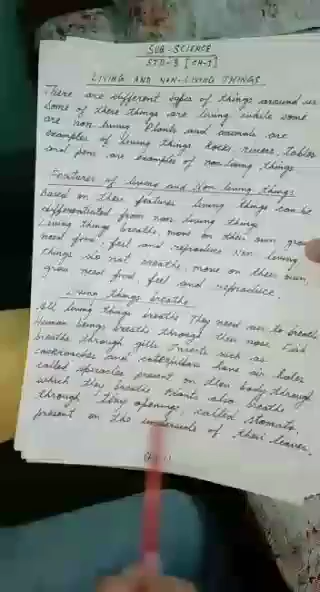 SUB-SCIENCE
STD-3 [CH-1]
LIVING AND NON-LIVING THINGS
There are different types of things around us
Some of these things are living while some
are non living Plants and animals are
examples of living things Rocks rivers, tables
and pens are examples of non living things
Features of living and Non living things
Based on these features living things can be
differentiated from non living things
Living things breathe, move on their own grow
need food, feel and reproduce Non living
things do not breathe, move on their own,
grow need food feel and reproduce.
Living things breathe
All living things breathe They need air to breathe
Human beings breathe through their nose Fish
breathe through gills Insects such as
cockroaches and caterpillars have air holes
called spiracles present on their body through
which they breathe Plants also breathe
through tiny openings, called stomata,
present on the underside of their leaves.